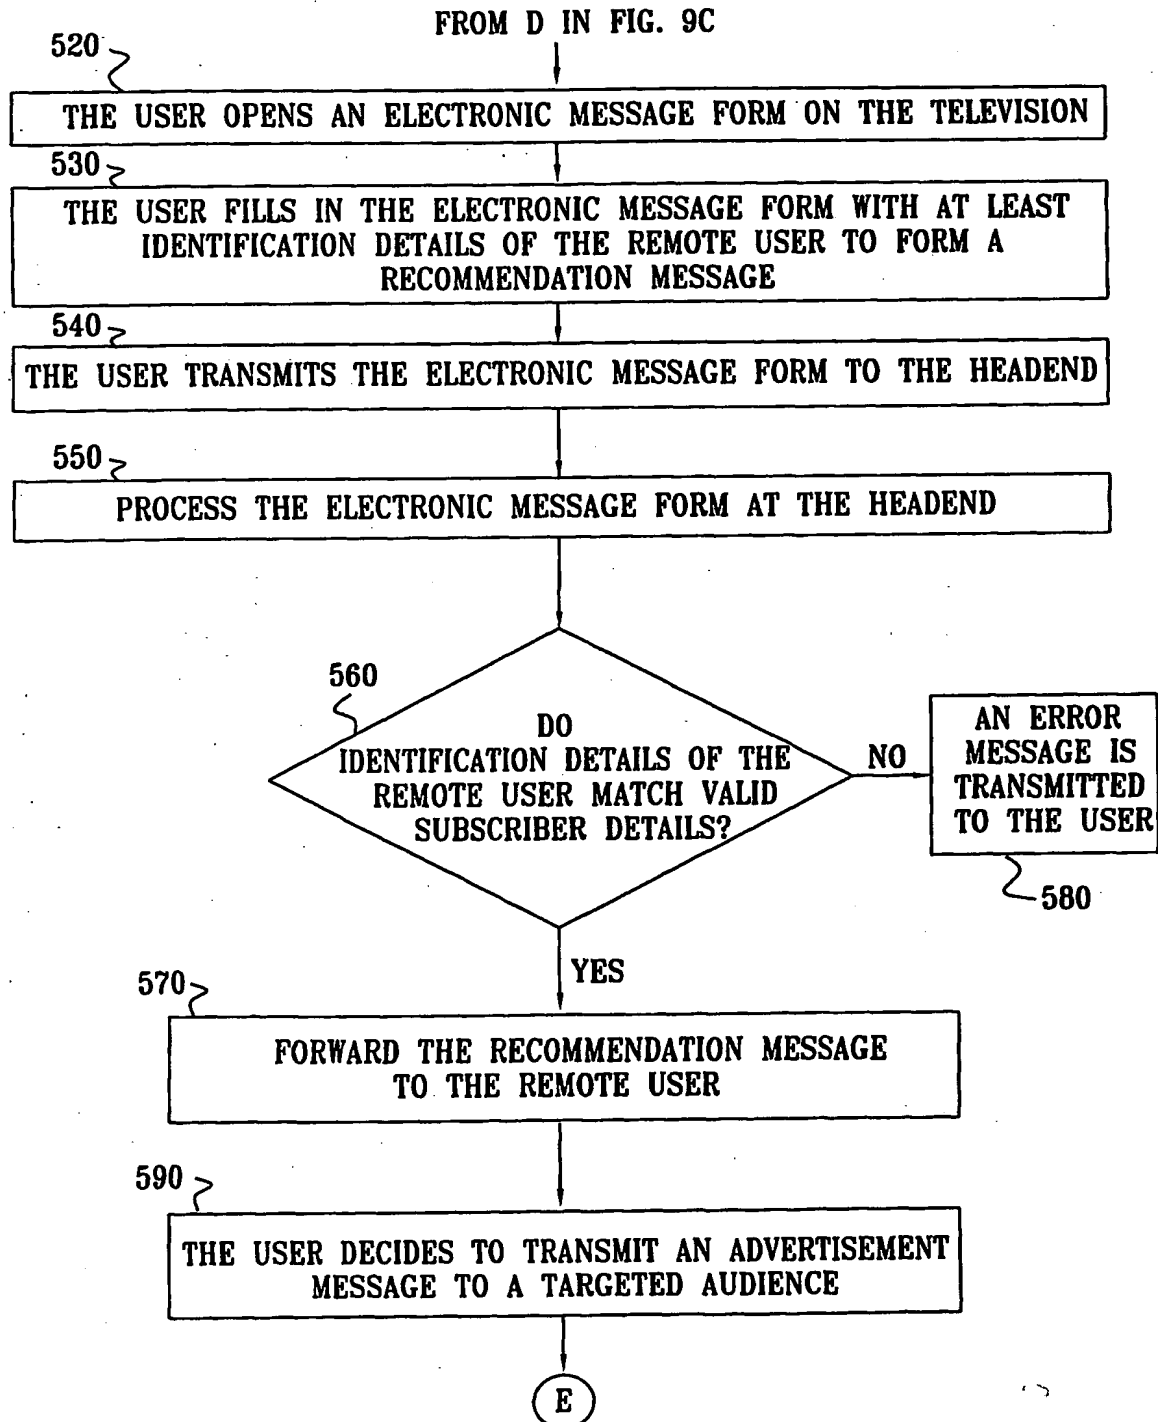 FROM D IN FIG. 9C
520
THE USER OPENS AN ELECTRONIC MESSAGE FORM ON THE TELEVISION
530
THE USER FILLS IN THE ELECTRONIC MESSAGE FORM WITH AT LEAST
IDENTIFICATION DETAILS OF THE REMOTE USER TO FORM A
RECOMMENDATION MESSAGE
540
THE USER TRANSMITS THE ELECTRONIC MESSAGE FORM TO THE HEADEND
550
PROCESS THE ELECTRONIC MESSAGE FORM AT THE HEADEND
560
DO
IDENTIFICATION DETAILS OF THE
REMOTE USER MATCH VALID
SUBSCRIBER DETAILS?
NO
AN ERROR
MESSAGE IS
TRANSMITTED
TO THE USER
580
YES
570
FORWARD THE RECOMMENDATION MESSAGE
TO THE REMOTE USER
590
THE USER DECIDES TO TRANSMIT AN ADVERTISEMENT
MESSAGE TO A TARGETED AUDIENCE
E